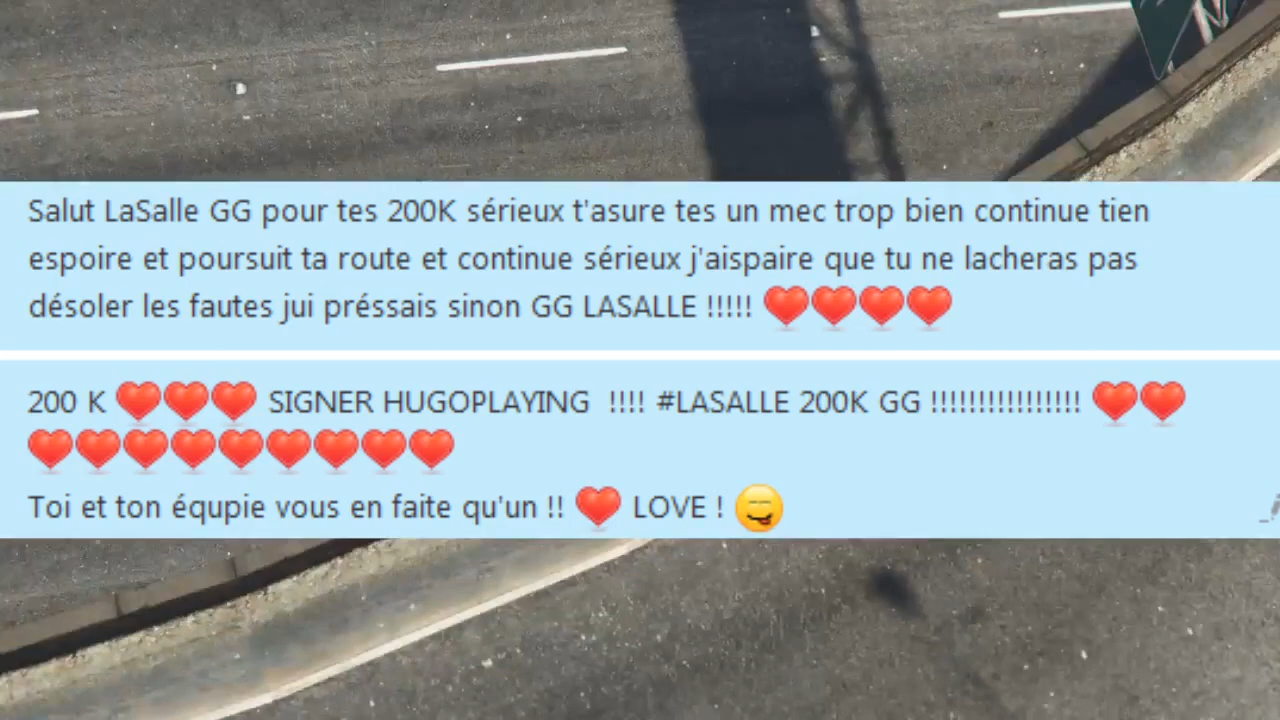 Salut LaSalle GG pour tes 200K sérieux t'asure tes un mec trop bien continue tien
espoire et poursuit ta route et continue sérieux j'aispaire que tu ne lacheras pas
désoler les fautes jui préssais sinon GG LASALLE !!!!! ❤❤❤❤
200 K ❤❤❤ SIGNER HUGOPLAYING !!!! #LASALLE 200K GG !!!!!!!!!!!!!!!! ❤❤
❤❤❤❤❤❤❤❤❤
Toi et ton équpie vous en faite qu'un !! ❤ LOVE ! 😜